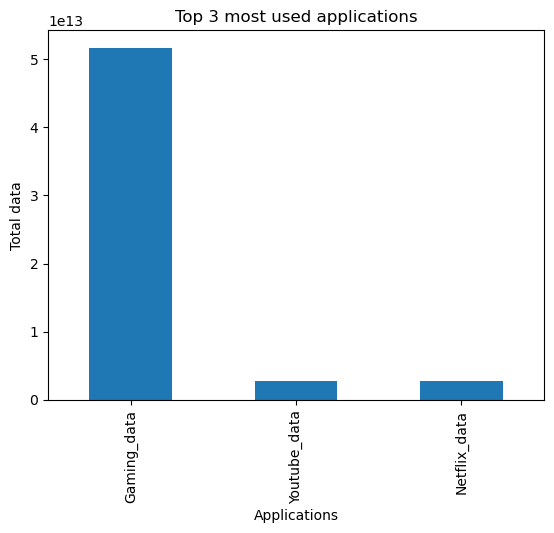 Top 3 most used applications
1e13
5
4
3
2
1
0
Total data
Gaming_data
Youtube_data
Netflix_data
Applications